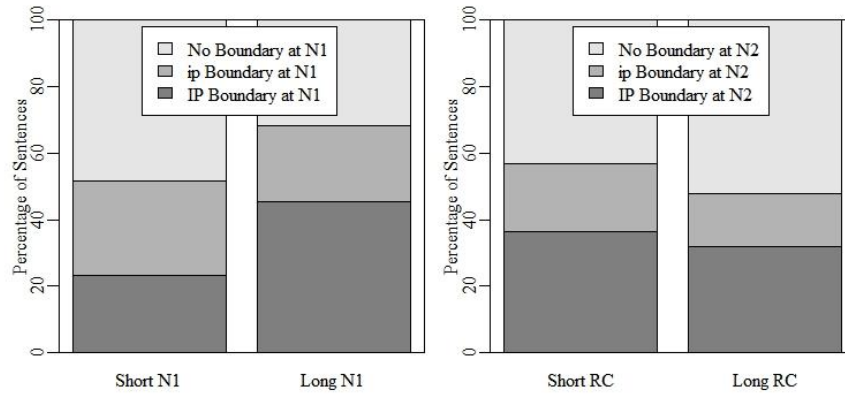 Percentage of Sentences
100
80
60
40
20
0
No Boundary at N1
ip Boundary at N1
IP Boundary at N1
Short N1
Long N1
Percentage of Sentences
100
80
60
40
20
0
No Boundary at N2
ip Boundary at N2
IP Boundary at N2
Short RC
Long RC